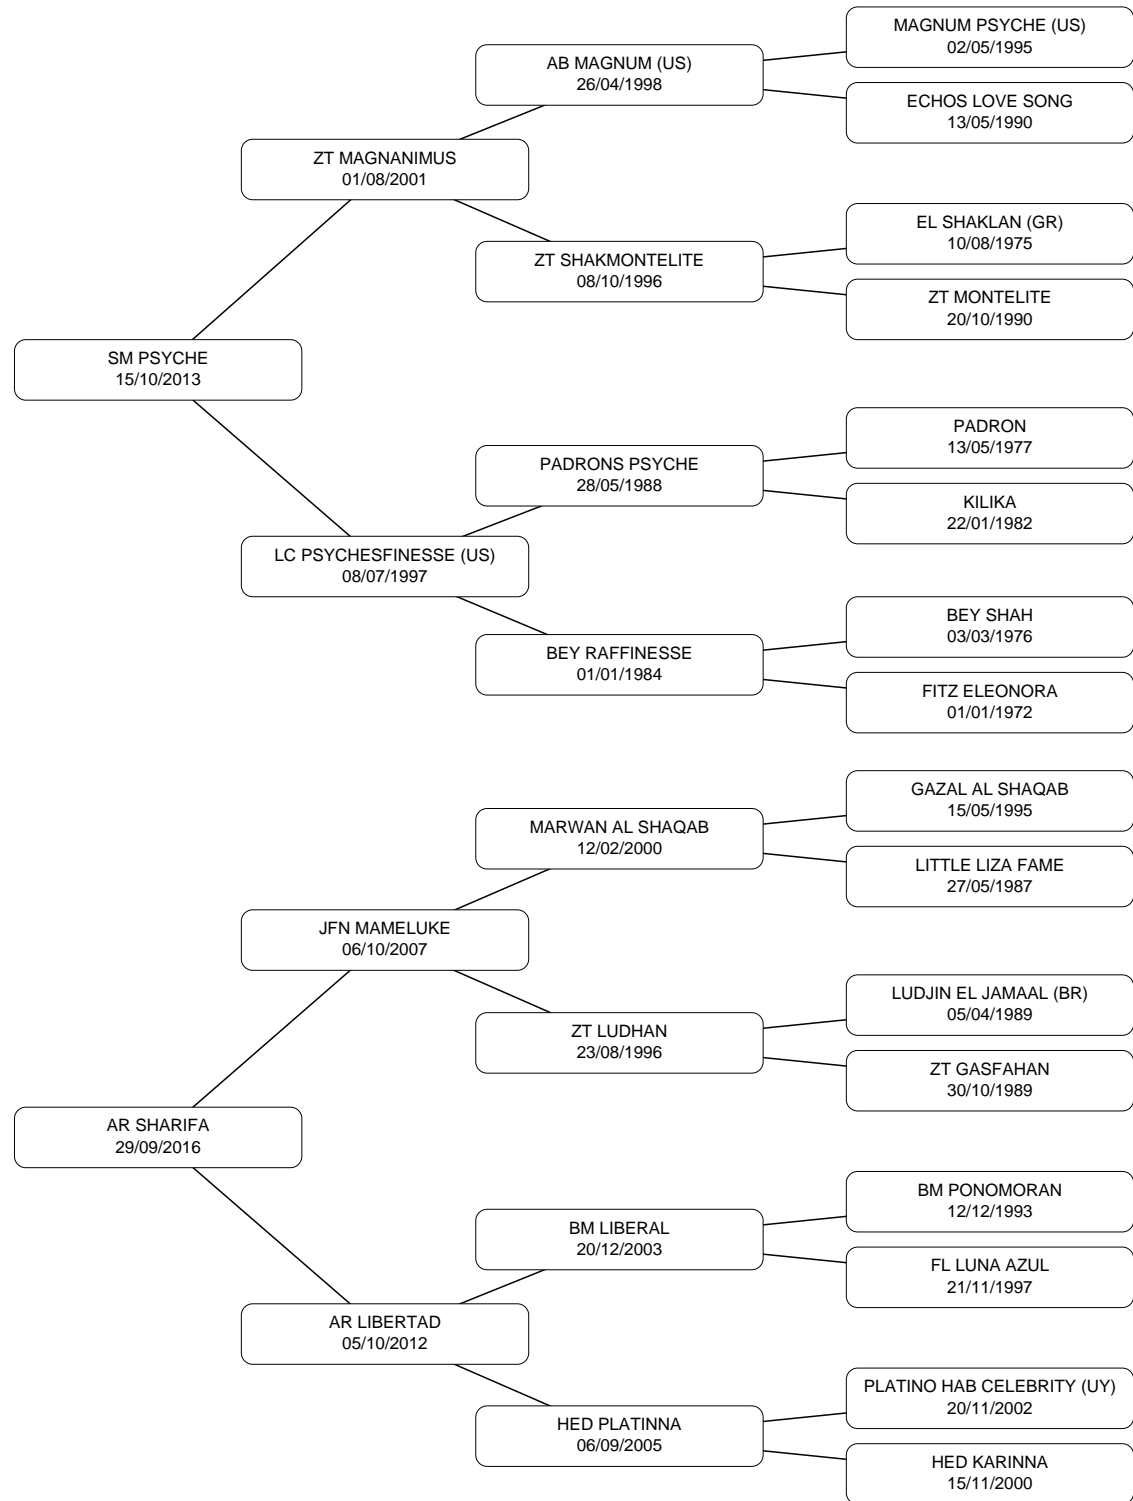 MAGNUM PSYCHE (US)
02/05/1995
AB MAGNUM (US)
26/04/1998
ECHOS LOVE SONG
13/05/1990
ZT MAGNANIMUS
01/08/2001
EL SHAKLAN (GR)
10/08/1975
ZT SHAKMONTELITE
08/10/1996
ZT MONTELITE
20/10/1990
SM PSYCHE
15/10/2013
PADRON
13/05/1977
PADRONS PSYCHE
28/05/1988
KILIKA
22/01/1982
LC PSYCHESFINESSE (US)
08/07/1997
BEY SHAH
03/03/1976
BEY RAFFINESSE
01/01/1984
FITZ ELEONORA
01/01/1972
GAZAL AL SHAQAB
15/05/1995
MARWAN AL SHAQAB
12/02/2000
LITTLE LIZA FAME
27/05/1987
JFN MAMELUKE
06/10/2007
LUDJIN EL JAMAAL (BR)
05/04/1989
ZT LUDHAN
23/08/1996
ZT GASFAHAN
30/10/1989
AR SHARIFA
29/09/2016
BM PONOMORAN
12/12/1993
BM LIBERAL
20/12/2003
FL LUNA AZUL
21/11/1997
AR LIBERTAD
05/10/2012
PLATINO HAB CELEBRITY (UY)
20/11/2002
HED PLATINNA
06/09/2005
HED KARINNA
15/11/2000